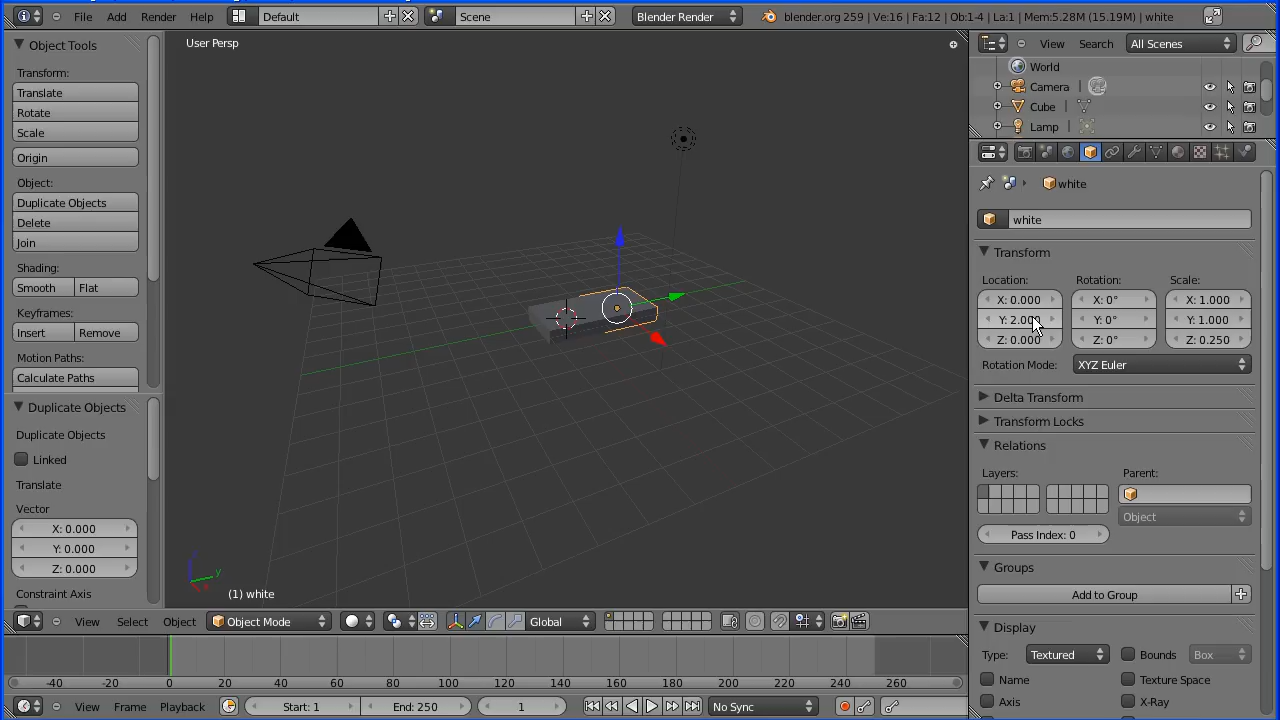 File Add Render Help Default Scene Blender Render blender.org 259 | Ve:16 | Fa:12 | Ob:1-4 | La:1 | Mem:5.28M (15.19M) | white
Object Tools
Transform:
Translate
Rotate
Scale
Origin
Object:
Duplicate Objects
Delete
Join
Shading:
Smooth Flat
Keyframes:
Insert Remove
Motion Paths:
Calculate Paths
Duplicate Objects
Duplicate Objects
Linked
Translate
Vector
X: 0.000
Y: 0.000
Z: 0.000
Constraint Axis
User Persp
z
y
x
(1) white
View Select Object Object Mode Global
-40 -20 0 20 40 60 80 100 120 140 160 180 200 220 240 260
View Frame Playback Start: 1 End: 250 1 No Sync
View Search All Scenes
World
Camera |
Cube |
Lamp |
white
white
Transform
Location: Rotation: Scale:
X: 0.000 X: 0° X: 1.000
Y: 2.000 Y: 0° Y: 1.000
Z: 0.000 Z: 0° Z: 0.250
Rotation Mode: XYZ Euler
Delta Transform
Transform Locks
Relations
Layers: Parent:
Object
Pass Index: 0
Groups
Add to Group
Display
Type: Textured Bounds Box
Name Texture Space
Axis X-Ray